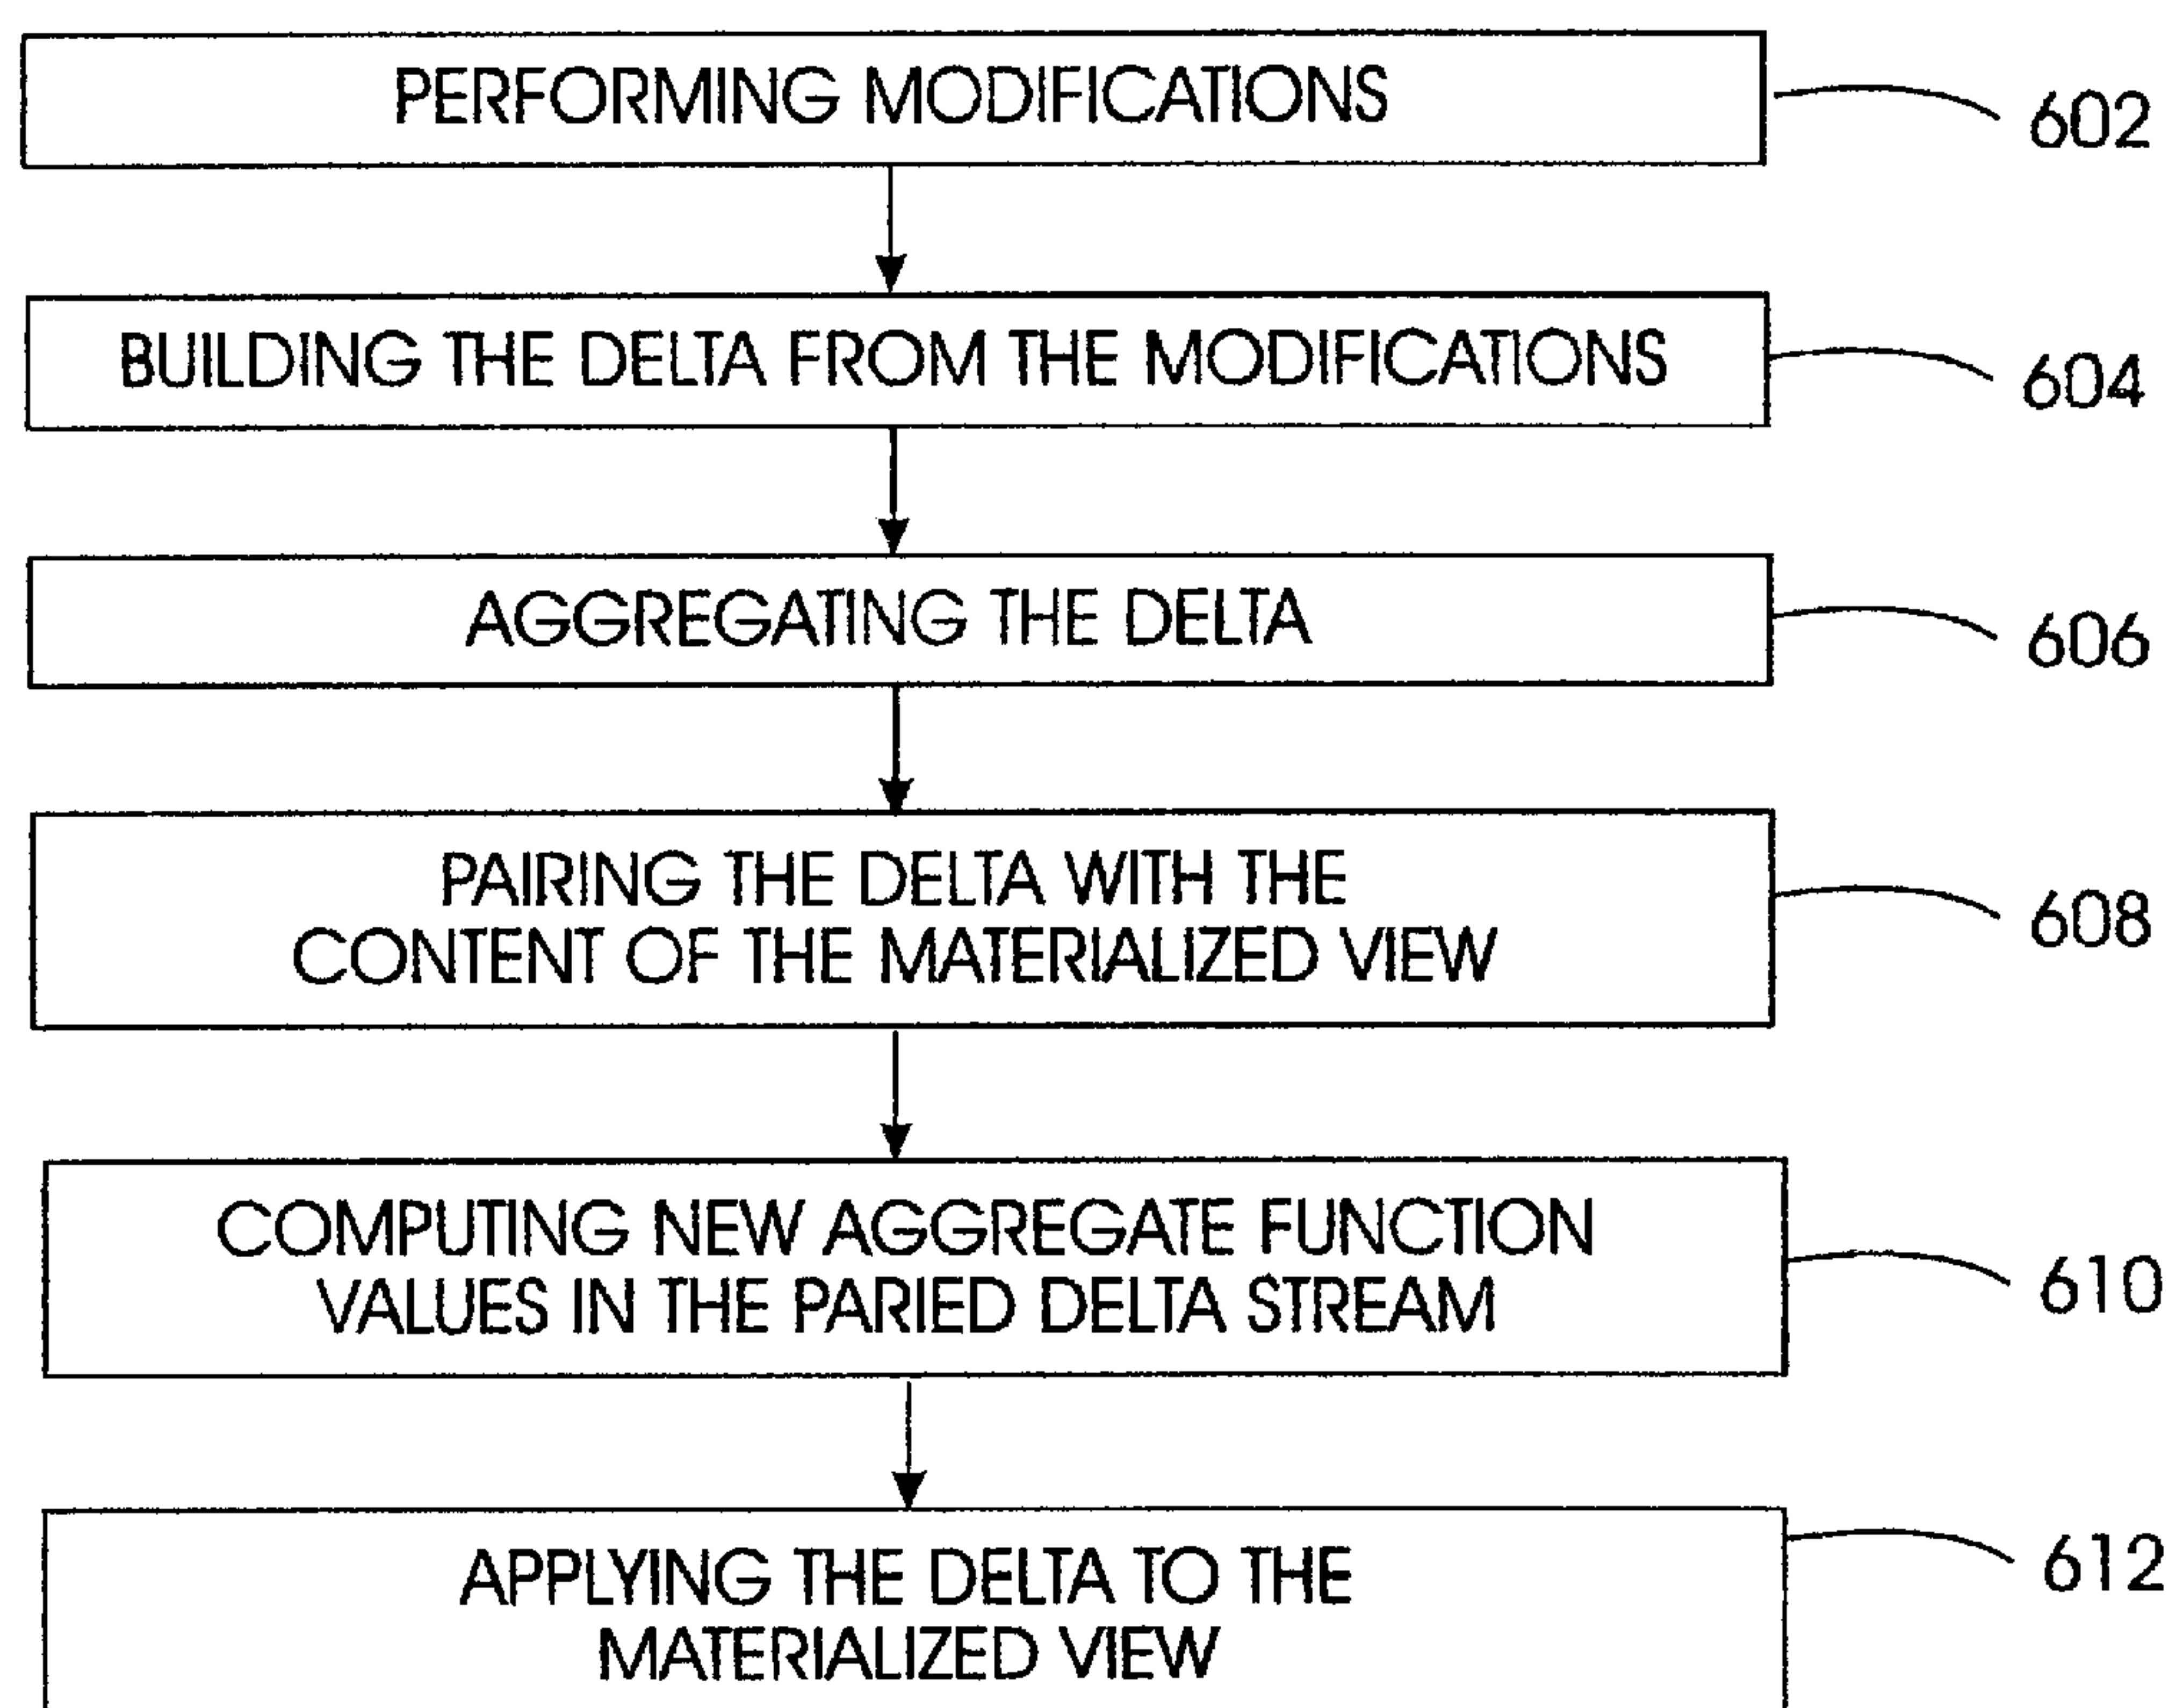 PERFORMING MODIFICATIONS
602
BUILDING THE DELTA FROM THE MODIFICATIONS
604
AGGREGATING THE DELTA
606
PAIRING THE DELTA WITH THE
CONTENT OF THE MATERIALIZED VIEW
608
COMPUTING NEW AGGREGATE FUNCTION
VALUES IN THE PARIED DELTA STREAM
610
APPLYING THE DELTA TO THE
MATERIALIZED VIEW
612